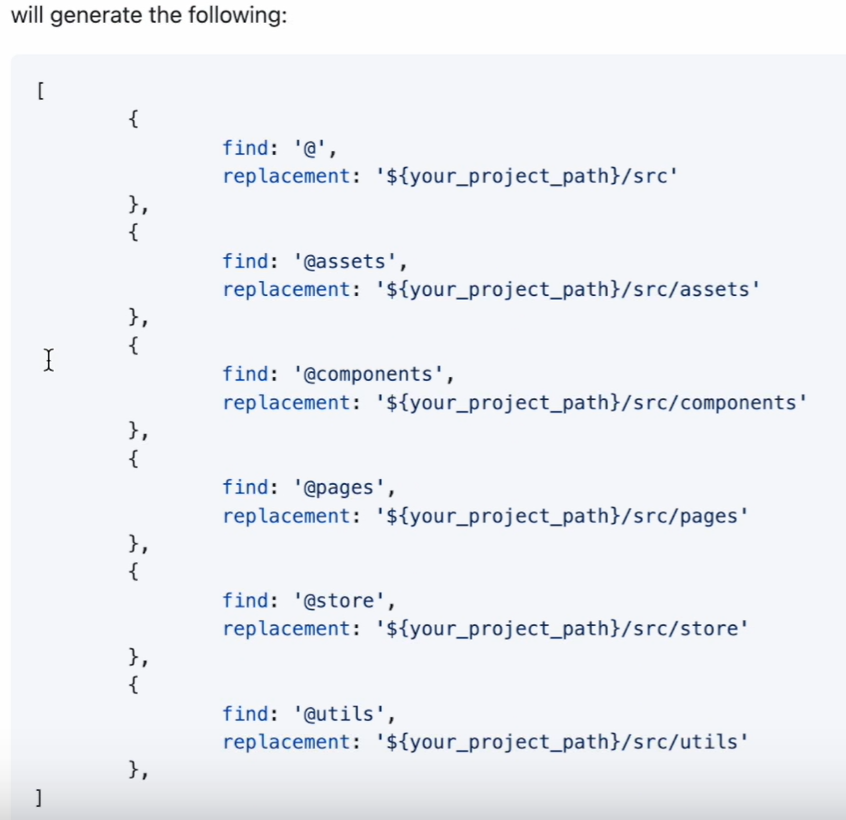 will generate the following:
[
{
find: '@',
replacement: '${your_project_path}/src'
},
{
find: '@assets',
replacement: '${your_project_path}/src/assets'
},
{
find: '@components',
replacement: '${your_project_path}/src/components'
},
{
find: '@pages',
replacement: '${your_project_path}/src/pages'
},
{
find: '@store',
replacement: '${your_project_path}/src/store'
},
{
find: '@utils',
replacement: '${your_project_path}/src/utils'
},
]